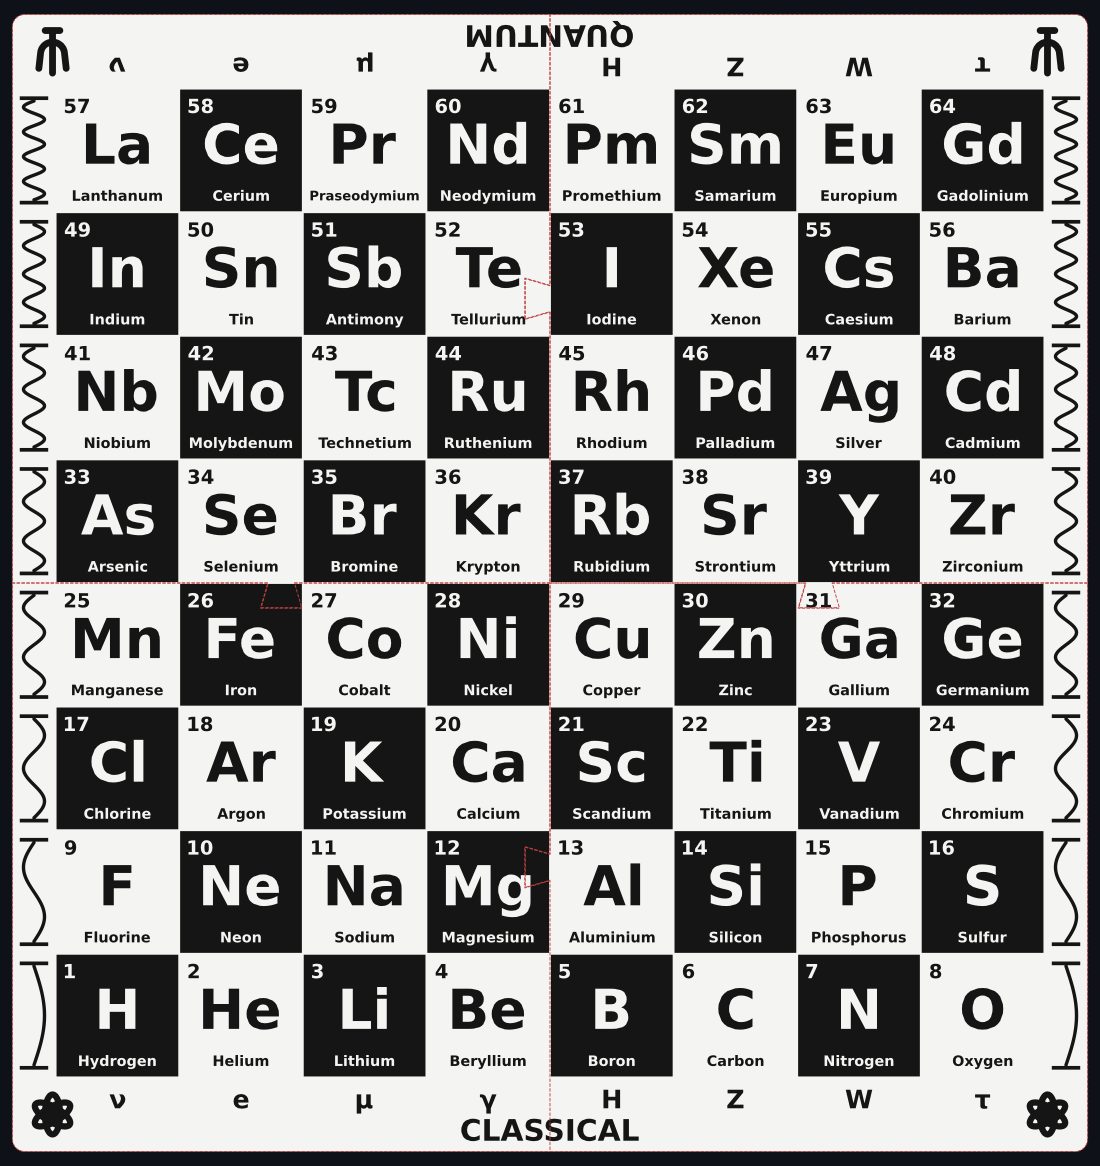 QUANTUM
ν e μ γ H Z W τ
57 58 59 60 61 62 63 64
La Ce Pr Nd Pm Sm Eu Gd
Lanthanum Cerium Praseodymium Neodymium Promethium Samarium Europium Gadolinium
49 50 51 52 53 54 55 56
In Sn Sb Te I Xe Cs Ba
Indium Tin Antimony Tellurium Iodine Xenon Caesium Barium
41 42 43 44 45 46 47 48
Nb Mo Tc Ru Rh Pd Ag Cd
Niobium Molybdenum Technetium Ruthenium Rhodium Palladium Silver Cadmium
33 34 35 36 37 38 39 40
As Se Br Kr Rb Sr Y Zr
Arsenic Selenium Bromine Krypton Rubidium Strontium Yttrium Zirconium
25 26 27 28 29 30 31 32
Mn Fe Co Ni Cu Zn Ga Ge
Manganese Iron Cobalt Nickel Copper Zinc Gallium Germanium
17 18 19 20 21 22 23 24
Cl Ar K Ca Sc Ti V Cr
Chlorine Argon Potassium Calcium Scandium Titanium Vanadium Chromium
9 10 11 12 13 14 15 16
F Ne Na Mg Al Si P S
Fluorine Neon Sodium Magnesium Aluminium Silicon Phosphorus Sulfur
1 2 3 4 5 6 7 8
H He Li Be B C N O
Hydrogen Helium Lithium Beryllium Boron Carbon Nitrogen Oxygen
ν e μ γ H Z W τ
CLASSICAL